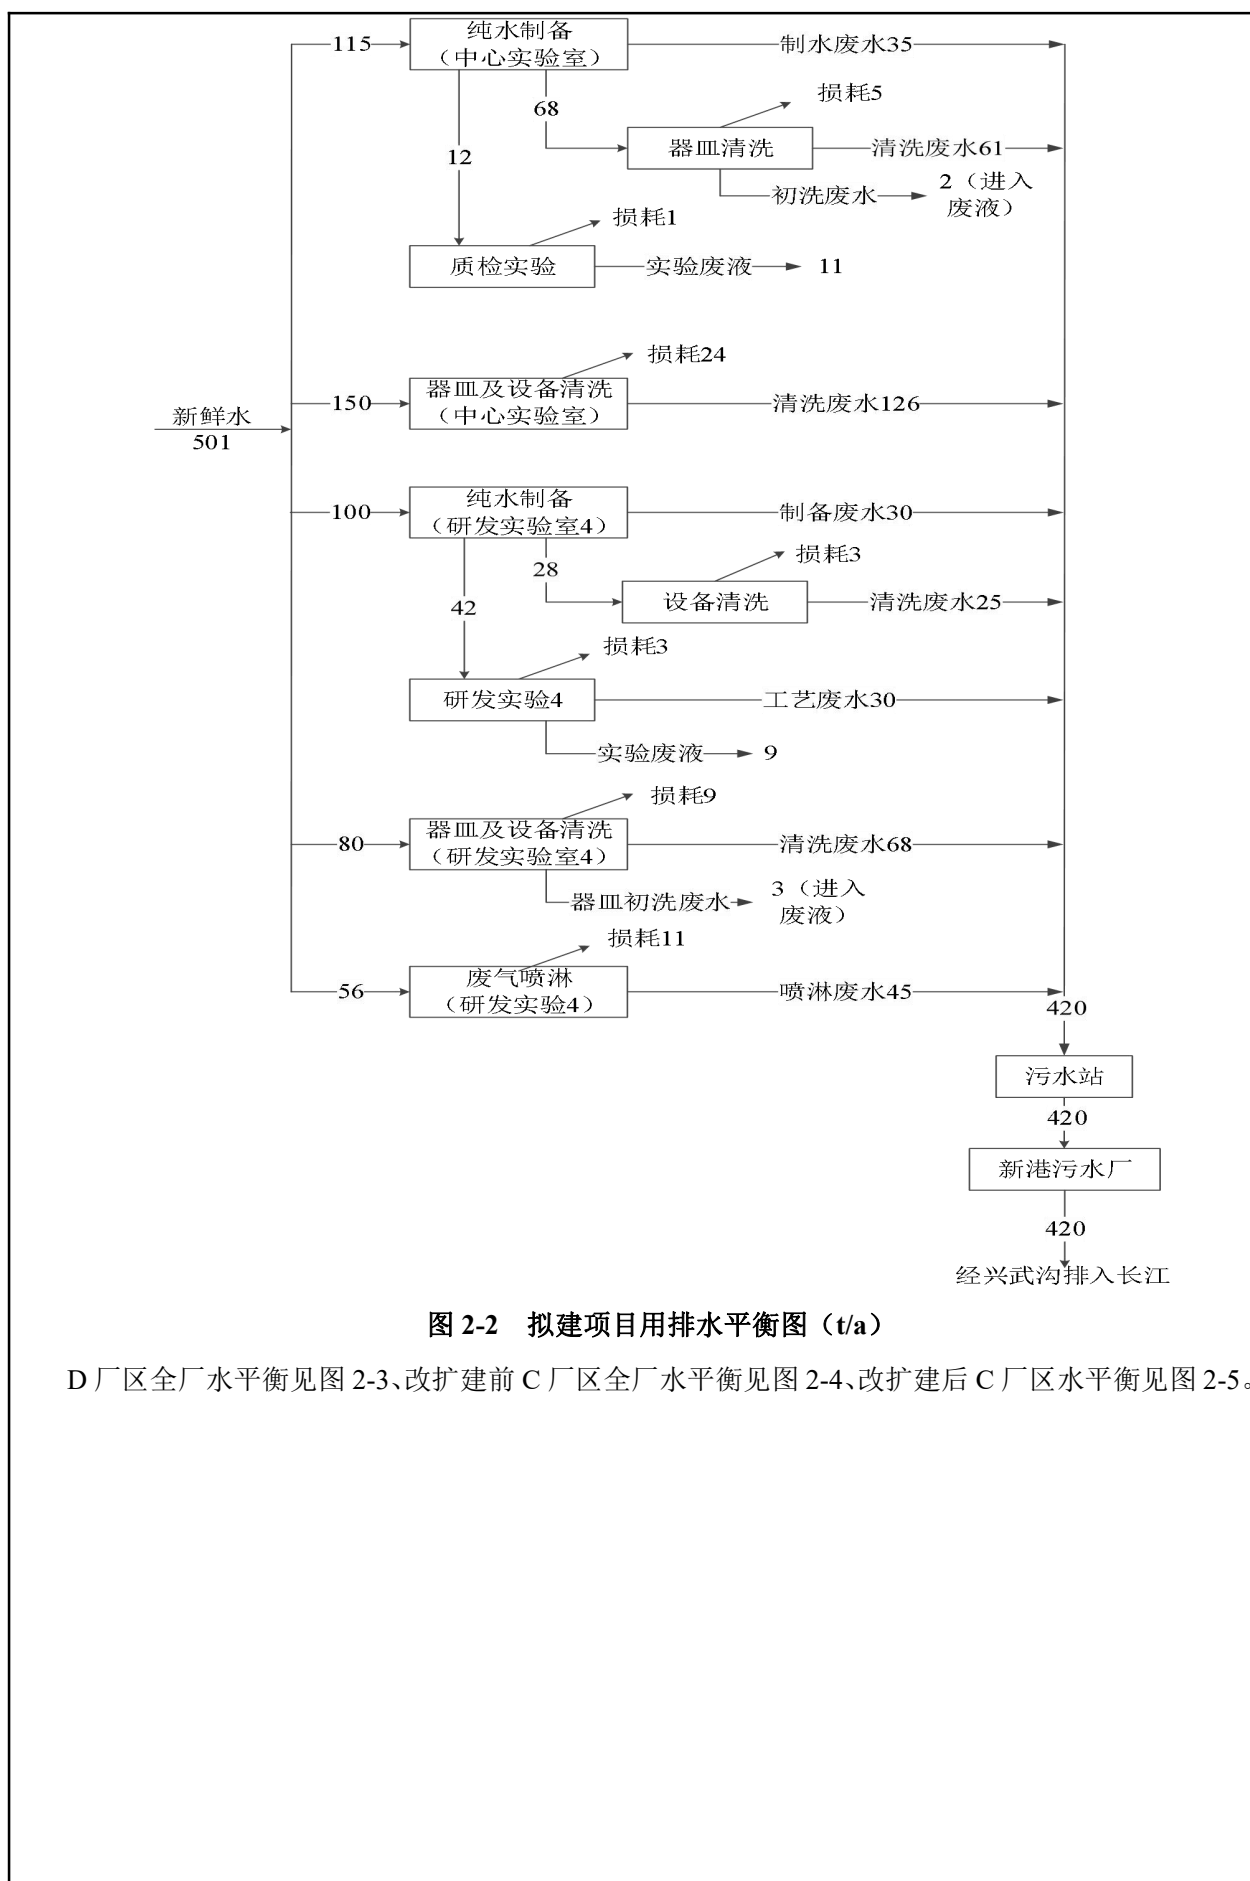 115
纯水制备
（中心实验室）
制水废水35
损耗5
68
器皿清洗
清洗废水61
12
初洗废水
2（进入
废液）
损耗1
质检实验
实验废液
11
损耗24
150
器皿及设备清洗
（中心实验室）
清洗废水126
新鲜水
501
100
纯水制备
（研发实验室4）
制备废水30
损耗3
28
设备清洗
清洗废水25
42
损耗3
研发实验4
工艺废水30
实验废液
9
损耗9
80
器皿及设备清洗
（研发实验室4）
清洗废水68
器皿初洗废水
3（进入
废液）
损耗11
56
废气喷淋
（研发实验4）
喷淋废水45
420
污水站
420
新港污水厂
420
经兴武沟排入长江
图 2-2 拟建项目用排水平衡图（t/a）
D 厂区全厂水平衡见图 2-3、改扩建前 C 厂区全厂水平衡见图 2-4、改扩建后 C 厂区水平衡见图 2-5。